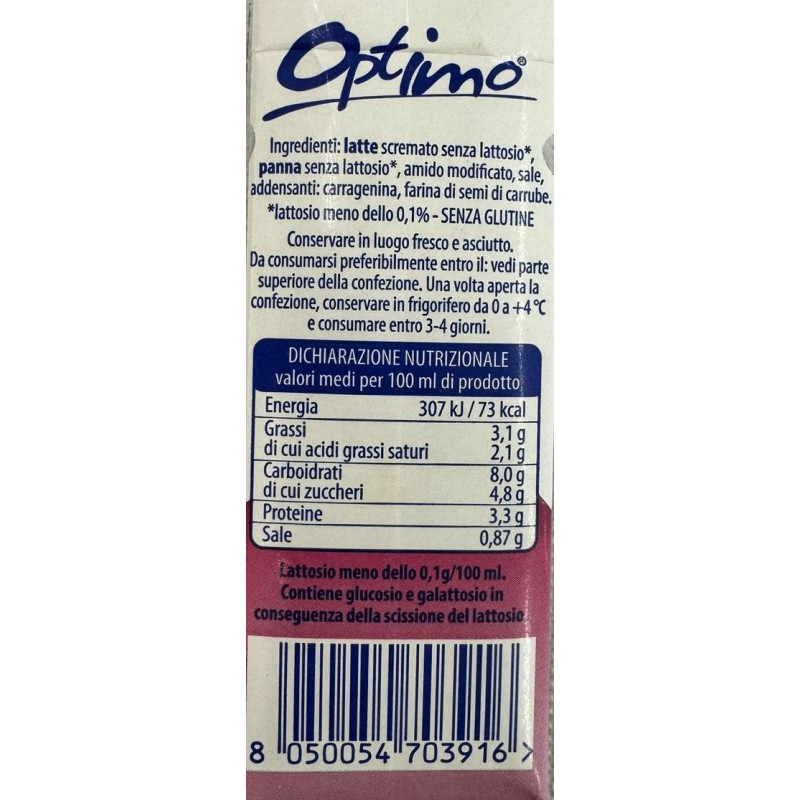 Optimo®
Ingredienti: latte scremato senza lattosio*,
panna senza lattosio*, amido modificato, sale,
addensanti: carragenina, farina di semi di carrube.
*lattosio meno dello 0,1% - SENZA GLUTINE
Conservare in luogo fresco e asciutto.
Da consumarsi preferibilmente entro il: vedi parte
superiore della confezione. Una volta aperta la
confezione, conservare in frigorifero da 0 a +4 °C
e consumare entro 3-4 giorni.
DICHIARAZIONE NUTRIZIONALE
valori medi per 100 ml di prodotto
Energia 307 kJ / 73 kcal
Grassi 3,1 g
di cui acidi grassi saturi 2,1 g
Carboidrati 8,0 g
di cui zuccheri 4,8 g
Proteine 3,3 g
Sale 0,87 g
Lattosio meno dello 0,1g/100 ml.
Contiene glucosio e galattosio in
conseguenza della scissione del lattosio
8 050054 703916 >